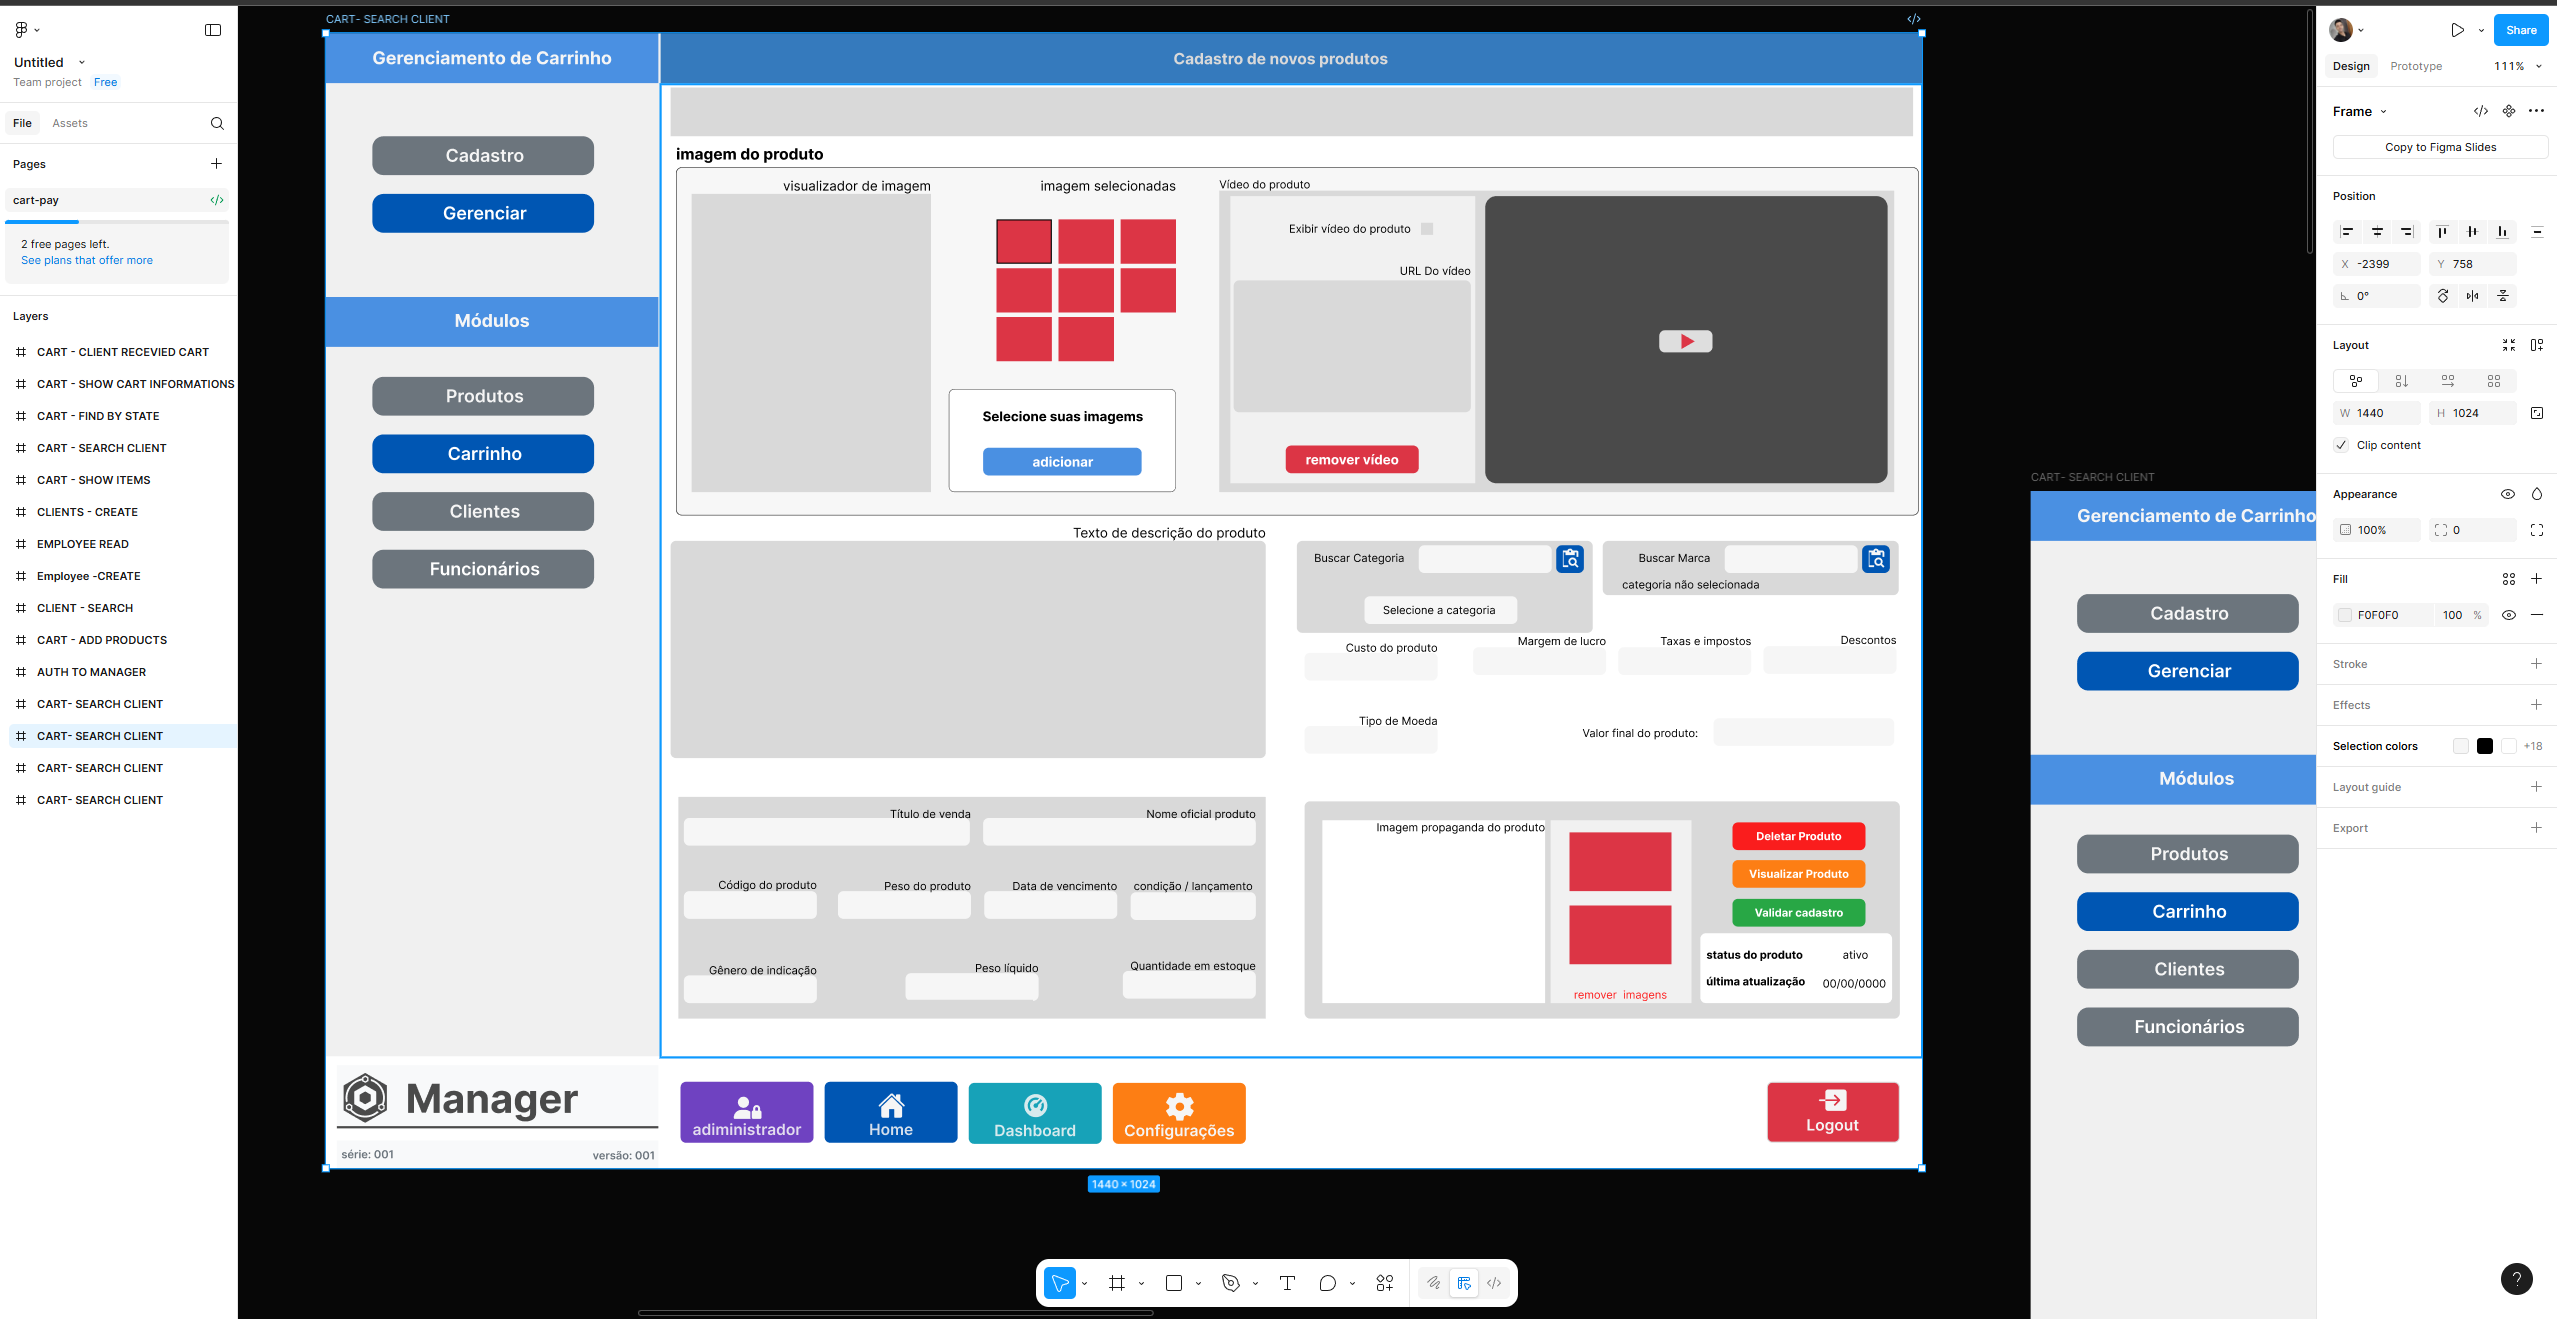 Untitled
Team project Free
File Assets
Pages
cart-pay
2 free pages left.
See plans that offer more
Layers
CART - CLIENT RECEVIED CART
CART - SHOW CART INFORMATIONS
CART - FIND BY STATE
CART - SEARCH CLIENT
CART - SHOW ITEMS
CLIENTS - CREATE
EMPLOYEE READ
Employee -CREATE
CLIENT - SEARCH
CART - ADD PRODUCTS
AUTH TO MANAGER
CART- SEARCH CLIENT
CART- SEARCH CLIENT
CART- SEARCH CLIENT
CART- SEARCH CLIENT
CART- SEARCH CLIENT
Gerenciamento de Carrinho
Cadastro
Gerenciar
Módulos
Produtos
Carrinho
Clientes
Funcionários
Manager
série: 001 versão: 001
Cadastro de novos produtos
imagem do produto
visualizador de imagem
imagem selecionadas
Selecione suas imagems
adicionar
Vídeo do produto
Exibir vídeo do produto
URL Do vídeo
remover vídeo
Texto de descrição do produto
Buscar Categoria
Selecione a categoria
Buscar Marca
categoria não selecionada
Custo do produto
Margem de lucro
Taxas e impostos
Descontos
Tipo de Moeda
Valor final do produto:
Título de venda
Nome oficial produto
Código do produto
Peso do produto
Data de vencimento
condição / lançamento
Gênero de indicação
Peso líquido
Quantidade em estoque
Imagem propaganda do produto
remover imagens
Deletar Produto
Visualizar Produto
Validar cadastro
status do produto ativo
última atualização 00/00/0000
adiministrador
Home
Dashboard
Configurações
Logout
1440 × 1024
CART- SEARCH CLIENT
Gerenciamento de Carrinho
Cadastro
Gerenciar
Módulos
Produtos
Carrinho
Clientes
Funcionários
Share
Design Prototype 111%
Frame
Copy to Figma Slides
Position
X -2399 Y 758
0°
Layout
W 1440 H 1024
Clip content
Appearance
100% 0
Fill
F0F0F0 100 %
Stroke
Effects
Selection colors +18
Layout guide
Export
?